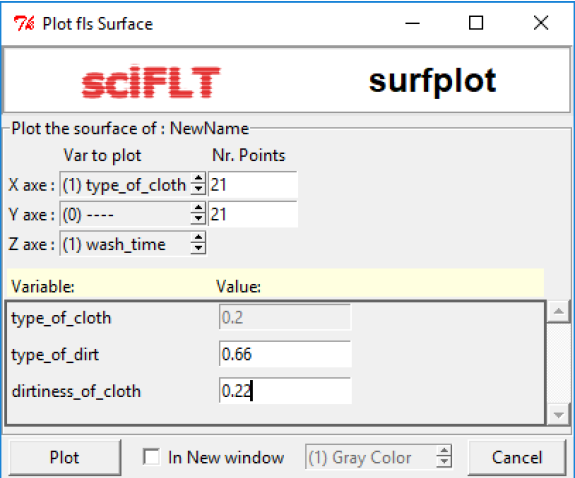 Plot fls Surface
sciFLT surfplot
Plot the sourface of : NewName
Var to plot Nr. Points
X axe : (1) type_of_cloth 21
Y axe : (0) ---- 21
Z axe : (1) wash_time
Variable: Value:
type_of_cloth 0.2
type_of_dirt 0.66
dirtiness_of_cloth 0.22
Plot In New window (1) Gray Color Cancel